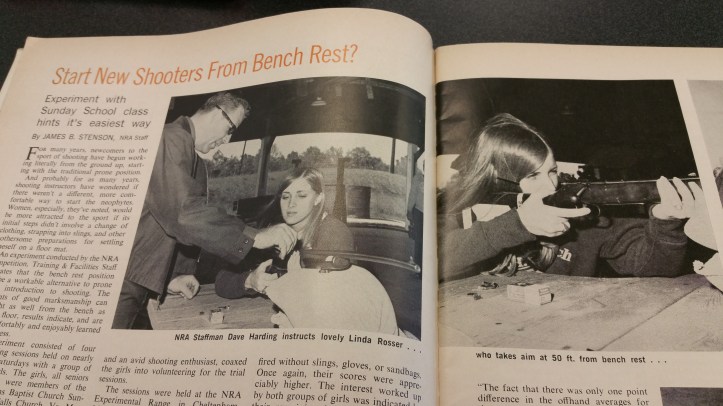 Start New Shooters From Bench Rest?
Experiment with
Sunday School class
hints it's easiest way
By JAMES B. STENSON, NRA Staff
For many years, newcomers to the
sport of shooting have begun work-
ing literally from the ground up, start-
ing with the traditional prone position.
And probably for as many years,
shooting instructors have wondered if
there weren't a different, more com-
fortable way to start the neophytes.
Women, especially, they've noted, would
be more attracted to the sport if its
initial steps didn't involve a change of
clothing, strapping into slings, and other
bothersome preparations for settling
oneself on a floor mat.
An experiment conducted by the NRA
Training & Facilities Staff
that the bench rest position
be a workable alternative to prone
introduction to shooting. The
of good marksmanship can
as well from the bench as
floor, results indicate, and are
and enjoyably learned
consisted of four
ing sessions held on nearly
with a group of
The girls, all seniors
were members of the
Baptist Church Sun-
Church
NRA Staffman Dave Harding instructs lovely Linda Rosser . . .
and an avid shooting enthusiast, coaxed
the girls into volunteering for the trial
sessions.
The sessions were held at the NRA
Experimental Range in Cheltenham,
fired without slings, gloves, or sandbags.
Once again, their scores were appre-
ciably higher. The interest worked up
by both groups of girls was indicated
who takes aim at 50 ft. from bench rest . . .
"The fact that there was only one point
difference in the offhand averages for